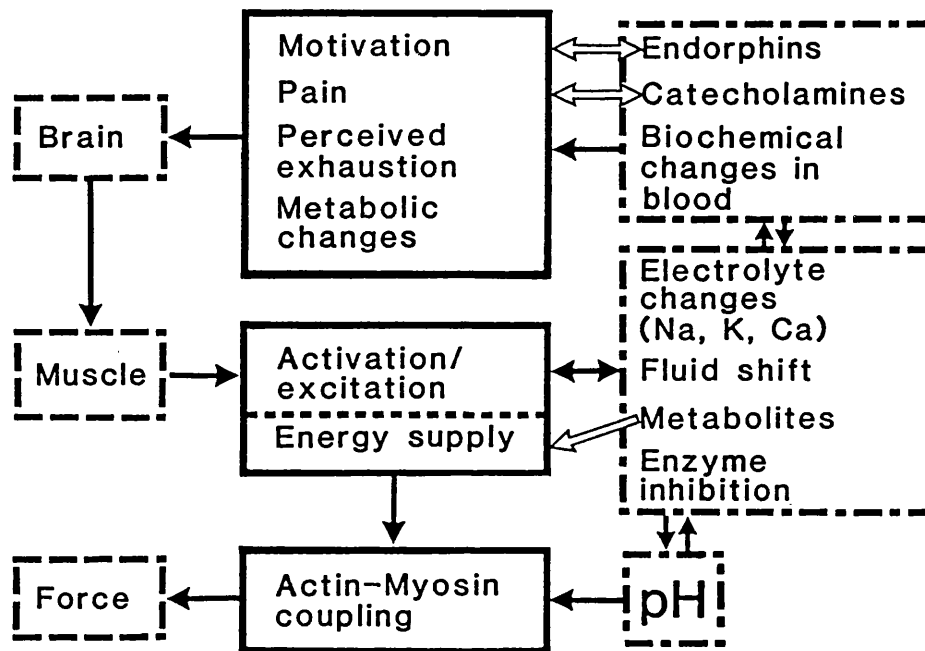 Motivation
Pain
Perceived
exhaustion
Metabolic
changes
Endorphins
Catecholamines
Biochemical
changes in
blood
Brain
Electrolyte
changes
(Na, K, Ca)
Fluid shift
Metabolites
Enzyme
inhibition
Muscle
Activation/
excitation
Energy supply
Force
Actin-Myosin
coupling
pH